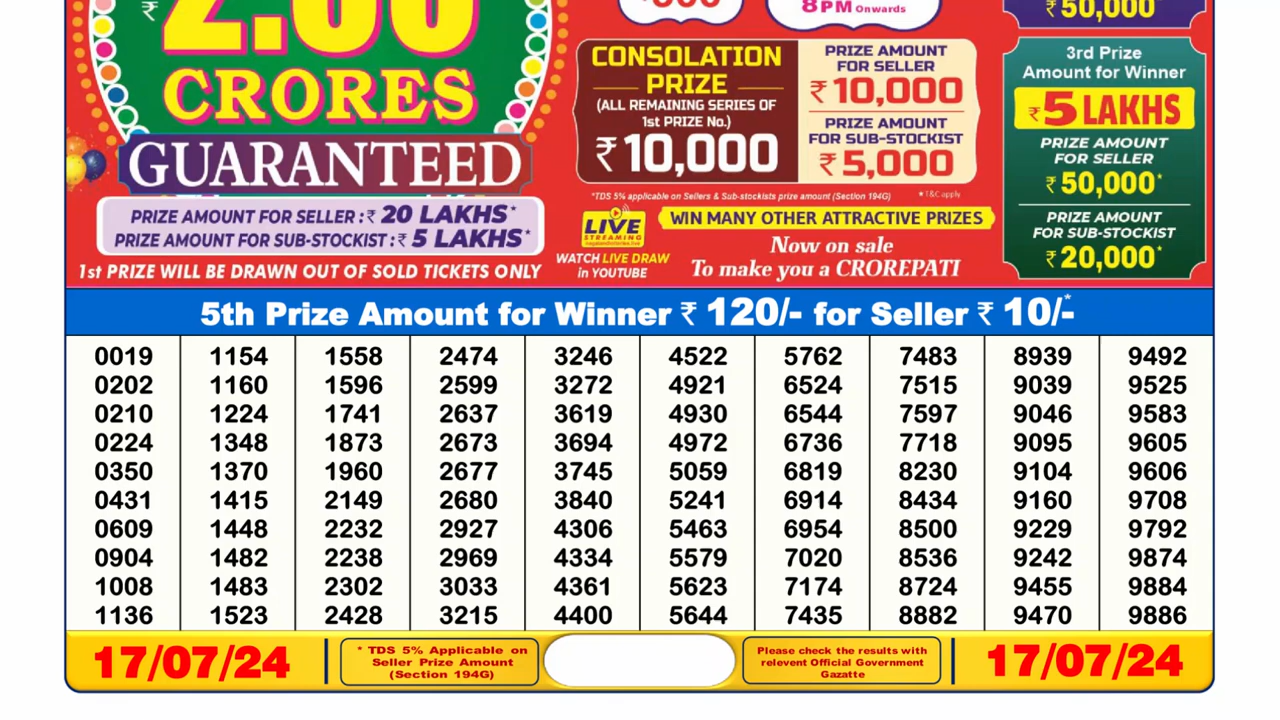 ₹ 2.00
CRORES
GUARANTEED
PRIZE AMOUNT FOR SELLER :₹ 20 LAKHS*
PRIZE AMOUNT FOR SUB-STOCKIST :₹ 5 LAKHS*
1st PRIZE WILL BE DRAWN OUT OF SOLD TICKETS ONLY
8PM Onwards
CONSOLATION
PRIZE
(ALL REMAINING SERIES OF
1st PRIZE No.)
₹10,000
PRIZE AMOUNT
FOR SELLER
₹10,000
PRIZE AMOUNT
FOR SUB-STOCKIST
₹5,000
*TDS 5% applicable on Sellers & Sub-stockists prize amount (Section 194G)
*T&C apply
LIVE
STREAMING
WATCH LIVE DRAW
in YOUTUBE
WIN MANY OTHER ATTRACTIVE PRIZES
Now on sale
To make you a CROREPATI
₹50,000*
3rd Prize
Amount for Winner
₹5 LAKHS
PRIZE AMOUNT
FOR SELLER
₹50,000*
PRIZE AMOUNT
FOR SUB-STOCKIST
₹20,000*
5th Prize Amount for Winner ₹ 120/- for Seller ₹ 10/-*
0019 1154 1558 2474 3246 4522 5762 7483 8939 9492
0202 1160 1596 2599 3272 4921 6524 7515 9039 9525
0210 1224 1741 2637 3619 4930 6544 7597 9046 9583
0224 1348 1873 2673 3694 4972 6736 7718 9095 9605
0350 1370 1960 2677 3745 5059 6819 8230 9104 9606
0431 1415 2149 2680 3840 5241 6914 8434 9160 9708
0609 1448 2232 2927 4306 5463 6954 8500 9229 9792
0904 1482 2238 2969 4334 5579 7020 8536 9242 9874
1008 1483 2302 3033 4361 5623 7174 8724 9455 9884
1136 1523 2428 3215 4400 5644 7435 8882 9470 9886
17/07/24
* TDS 5% Applicable on
Seller Prize Amount
(Section 194G)
Please check the results with
relevent Official Government
Gazatte
17/07/24